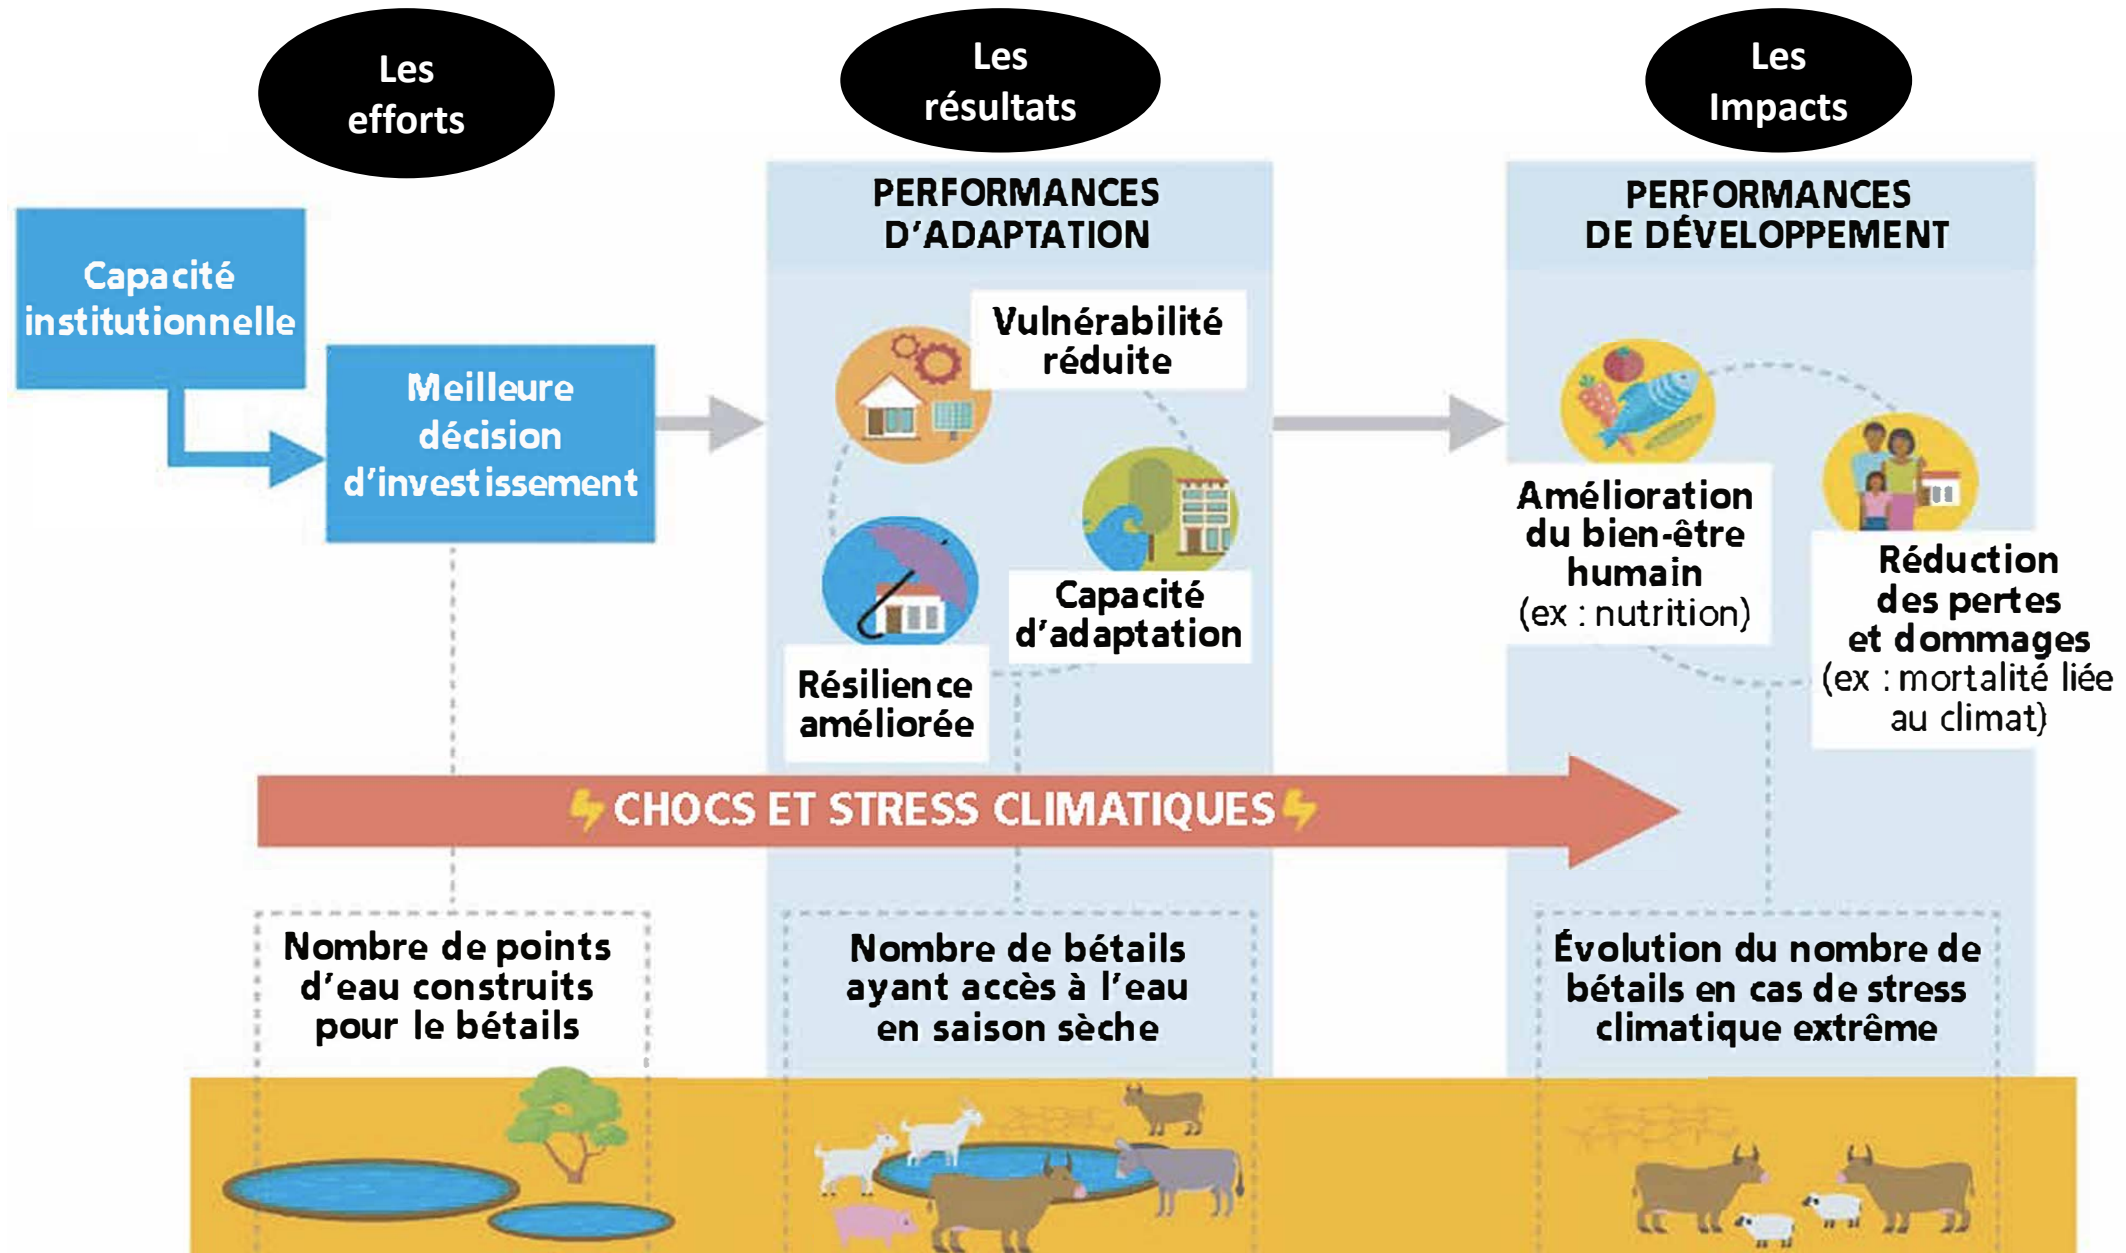 Les
efforts
Les
résultats
Les
Impacts
Capacité
institutionnelle
Meilleure
décision
d'investissement
PERFORMANCES
D'ADAPTATION
Vulnérabilité
réduite
Capacité
d'adaptation
Résilience
améliorée
PERFORMANCES
DE DÉVELOPPEMENT
Amélioration
du bien-être
humain
(ex : nutrition)
Réduction
des pertes
et dommages
(ex : mortalité liée
au climat)
CHOCS ET STRESS CLIMATIQUES
Nombre de points
d'eau construits
pour le bétails
Nombre de bétails
ayant accès à l'eau
en saison sèche
Évolution du nombre de
bétails en cas de stress
climatique extrême